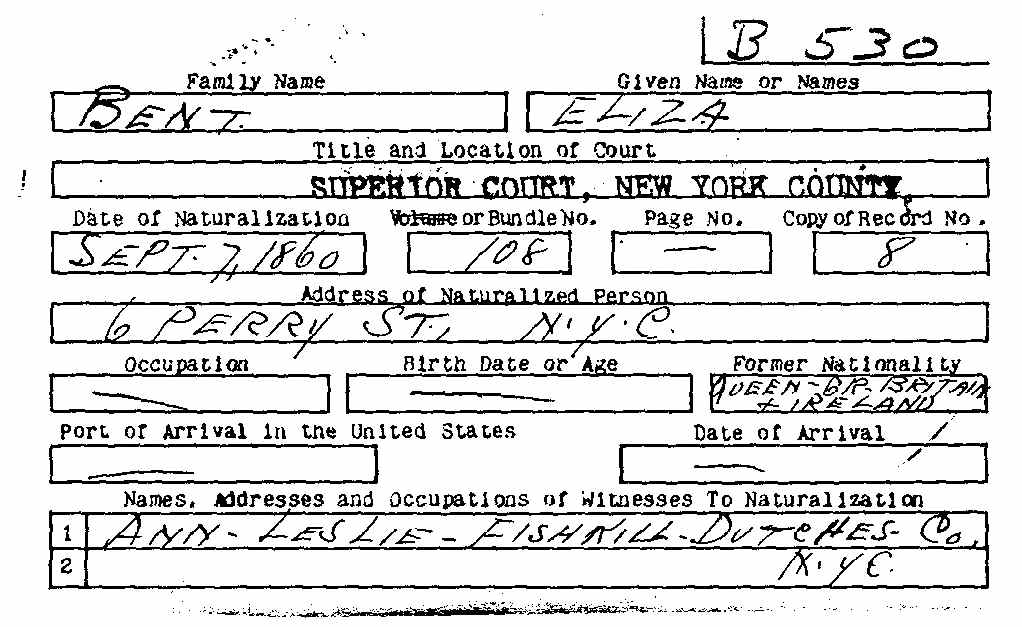 B 530
Family Name Given Name or Names
BENT. ELIZA
Title and Location of Court
SUPERIOR COURT, NEW YORK COUNTY.
Date of Naturalization Volume or Bundle No. Page No. Copy of Record No.
SEPT. 7, 1860 108 — 8
Address of Naturalized Person
6 PERRY ST., N.Y.C.
Occupation Birth Date or Age Former Nationality
— — QUEEN-GR. BRITAIN
+ IRELAND
Port of Arrival in the United States Date of Arrival
— —
Names, Addresses and Occupations of Witnesses To Naturalization
1 ANN - LESLIE - FISHKILL - DUTCHES - Co.
2 N.Y.C.